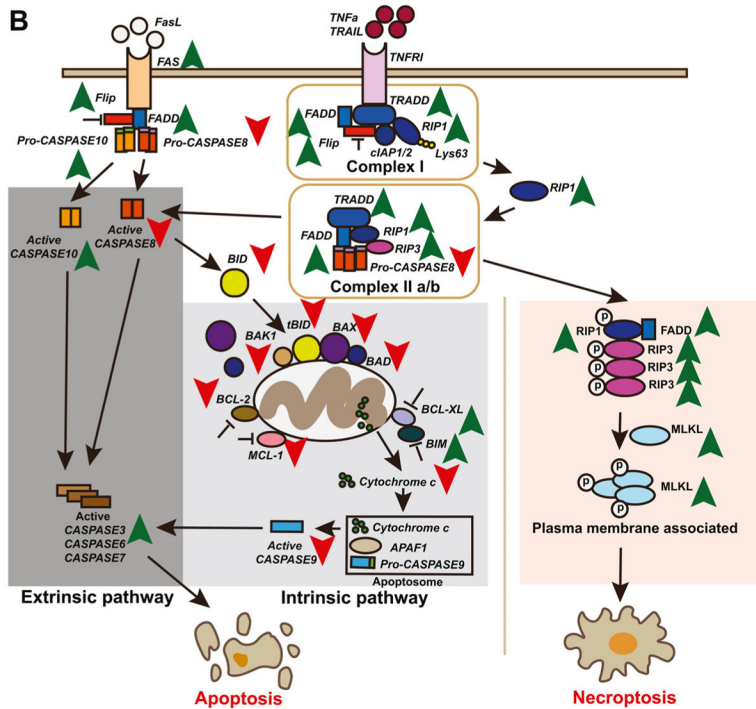 B
FasL
FAS
Flip
FADD
Pro-CASPASE10
Pro-CASPASE8
TNFa
TRAIL
TNFRI
TRADD
FADD
RIP1
Flip
cIAP1/2
Lys63
Complex I
RIP1
TRADD
FADD
RIP1
RIP3
Pro-CASPASE8
Complex II a/b
Active
CASPASE10
Active
CASPASE8
BID
tBID
BAK1
BAX
BAD
BCL-2
MCL-1
BCL-XL
BIM
Cytochrome c
Cytochrome c
APAF1
Pro-CASPASE9
Apoptosome
Active
CASPASE9
Active
CASPASE3
CASPASE6
CASPASE7
Extrinsic pathway
Intrinsic pathway
Apoptosis
P
RIP1
FADD
P
RIP3
P
RIP3
P
RIP3
MLKL
P
P
MLKL
P
Plasma membrane associated
Necroptosis